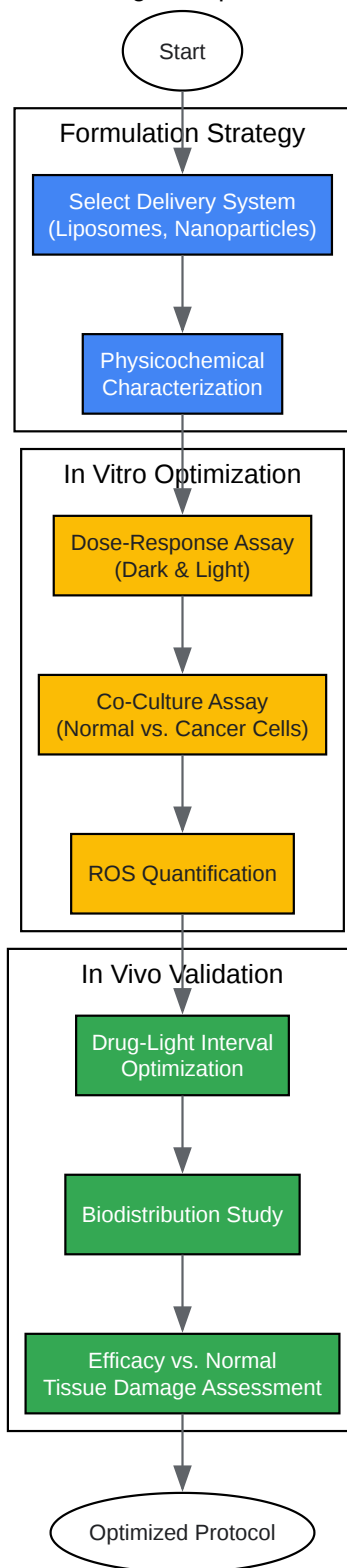 Start
Formulation Strategy
Select Delivery System
(Liposomes, Nanoparticles)
Physicochemical
Characterization
In Vitro Optimization
Dose-Response Assay
(Dark & Light)
Co-Culture Assay
(Normal vs. Cancer Cells)
ROS Quantification
In Vivo Validation
Drug-Light Interval
Optimization
Biodistribution Study
Efficacy vs. Normal
Tissue Damage Assessment
Optimized Protocol